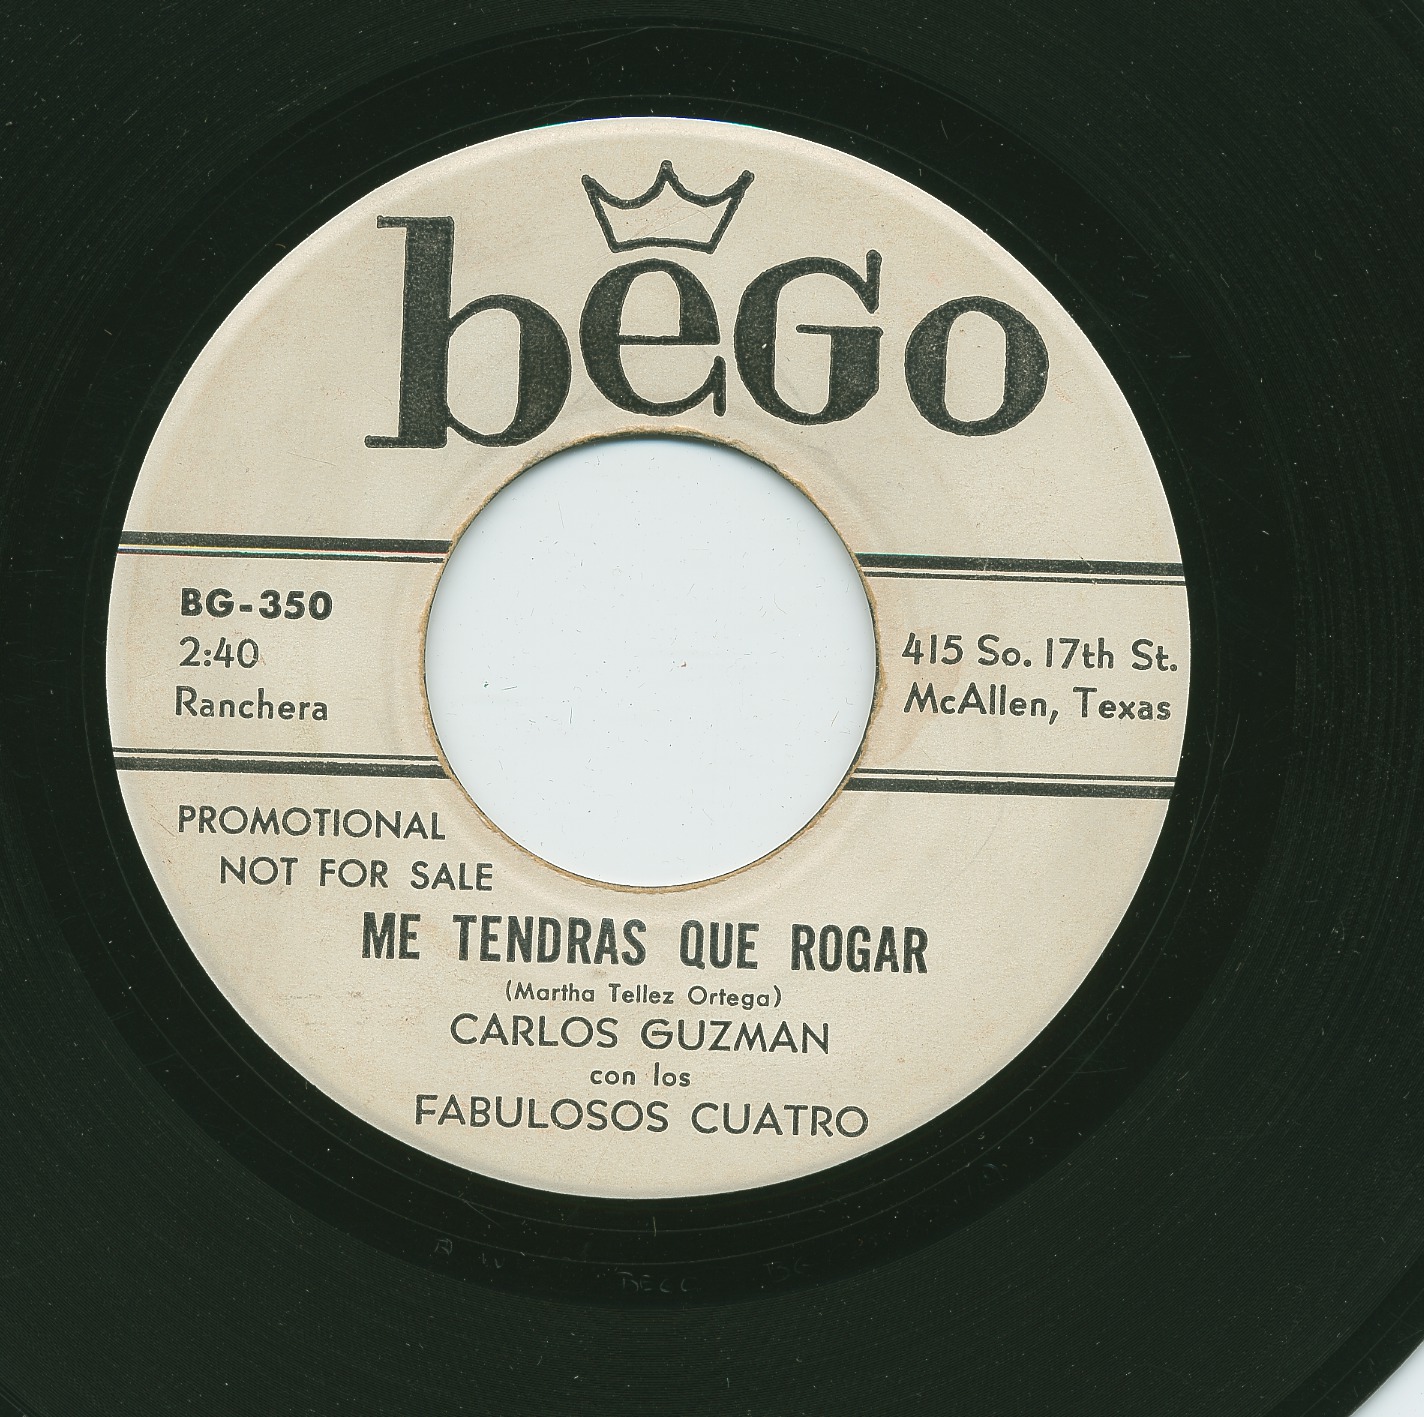 beGo
BG-350
2:40
Ranchera
415 So. 17th St.
McAllen, Texas
PROMOTIONAL
NOT FOR SALE
ME TENDRAS QUE ROGAR
(Martha Tellez Ortega)
CARLOS GUZMAN
con los
FABULOSOS CUATRO